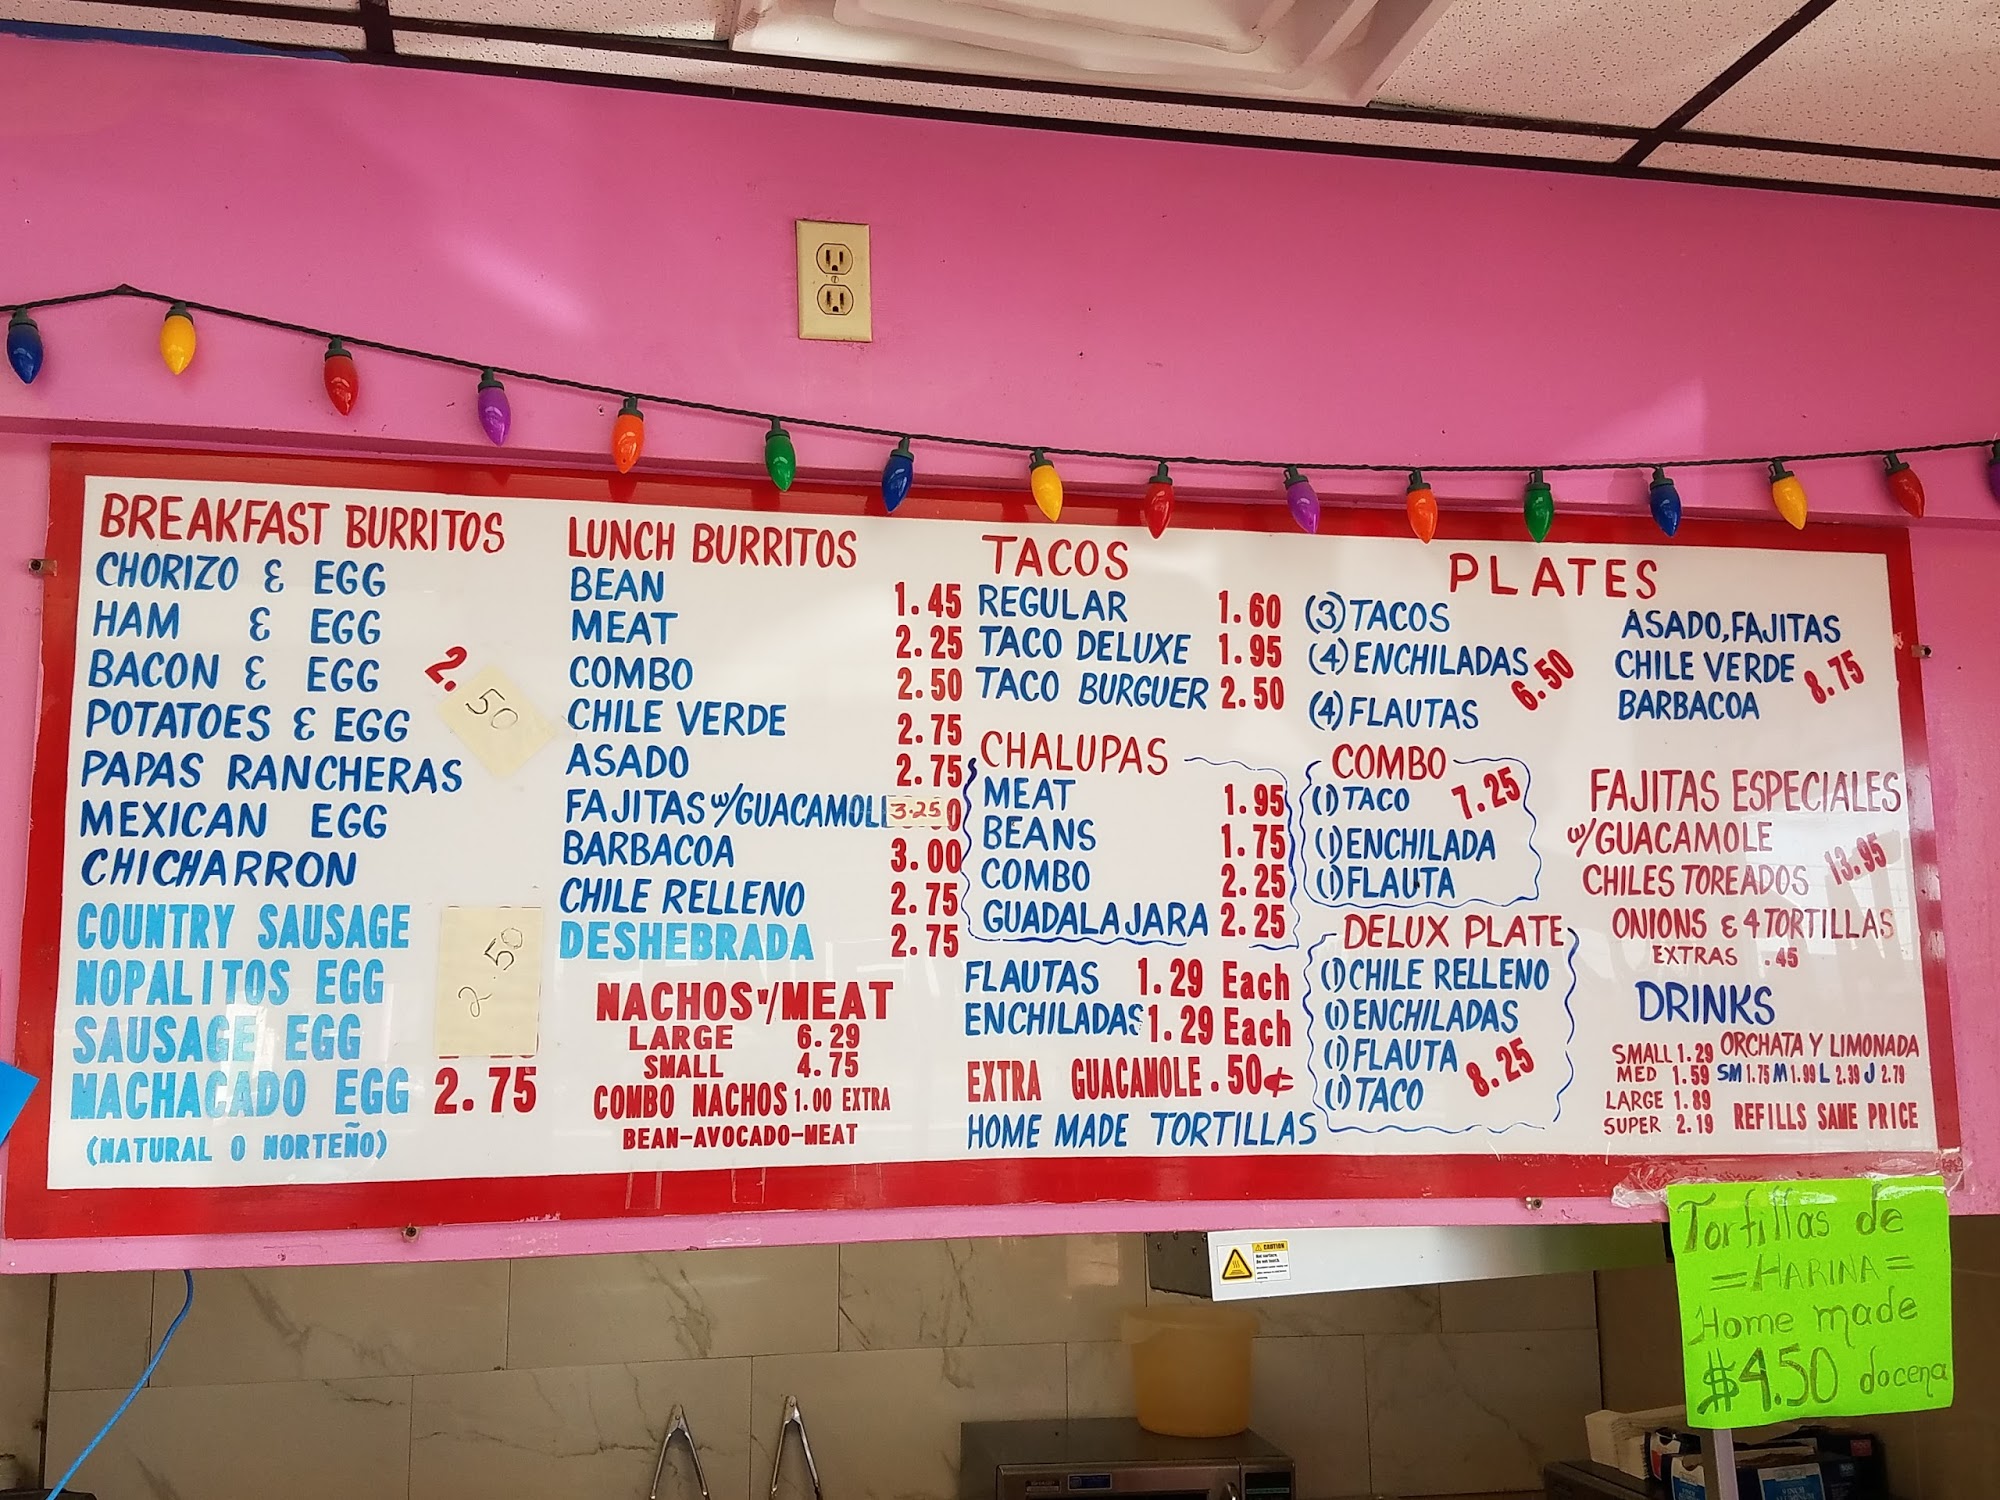 BREAKFAST BURRITOS
CHORIZO & EGG
HAM & EGG
BACON & EGG 2.50
POTATOES & EGG
PAPAS RANCHERAS
MEXICAN EGG
CHICHARRON
COUNTRY SAUSAGE
NOPALITOS EGG 2.50
SAUSAGE EGG
MACHACADO EGG 2.75
(NATURAL O NORTEÑO)
LUNCH BURRITOS
BEAN 1.45
MEAT 2.25
COMBO 2.50
CHILE VERDE 2.75
ASADO 2.75
FAJITAS w/GUACAMOLE 3.25
BARBACOA 3.00
CHILE RELLENO 2.75
DESHEBRADA 2.75
NACHOS w/MEAT
LARGE 6.29
SMALL 4.75
COMBO NACHOS 1.00 EXTRA
BEAN-AVOCADO-MEAT
TACOS
REGULAR 1.60
TACO DELUXE 1.95
TACO BURGUER 2.50
CHALUPAS
MEAT 1.95
BEANS 1.75
COMBO 2.25
GUADALAJARA 2.25
FLAUTAS 1.29 Each
ENCHILADAS 1.29 Each
EXTRA GUACAMOLE .50¢
HOME MADE TORTILLAS
PLATES
(3) TACOS
(4) ENCHILADAS 6.50
(4) FLAUTAS
COMBO
(1) TACO 7.25
(1) ENCHILADA
(1) FLAUTA
DELUX PLATE
(1) CHILE RELLENO
(1) ENCHILADAS
(1) FLAUTA 8.25
(1) TACO
ASADO, FAJITAS
CHILE VERDE 8.75
BARBACOA
FAJITAS ESPECIALES
w/GUACAMOLE
CHILES TOREADOS 13.95
ONIONS & 4 TORTILLAS
EXTRAS .45
DRINKS
SMALL 1.29
MED 1.59
LARGE 1.89
SUPER 2.19
ORCHATA Y LIMONADA
SM 1.75 M 1.99 L 2.39 J 2.79
REFILLS SAME PRICE
CAUTION
Tortillas de
=HARINA=
Home made
$4.50 docena